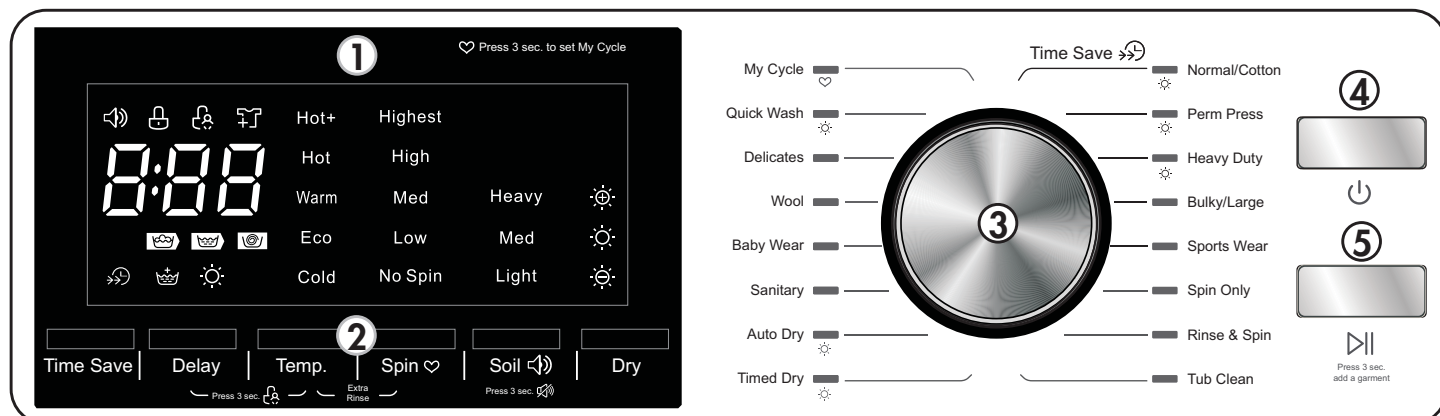 1
♡ Press 3 sec. to set My Cycle
Hot+ Highest
8:88
Hot High
Warm Med Heavy
Eco Low Med
Cold No Spin Light
2
Time Save Delay Temp. Spin ♡ Soil Dry
Press 3 sec. Extra Rinse Press 3 sec.
Time Save
My Cycle
Quick Wash
Delicates
Wool
Baby Wear
Sanitary
Auto Dry
Timed Dry
3
Normal/Cotton
Perm Press
Heavy Duty
Bulky/Large
Sports Wear
Spin Only
Rinse & Spin
Tub Clean
4
5
Press 3 sec.
add a garment